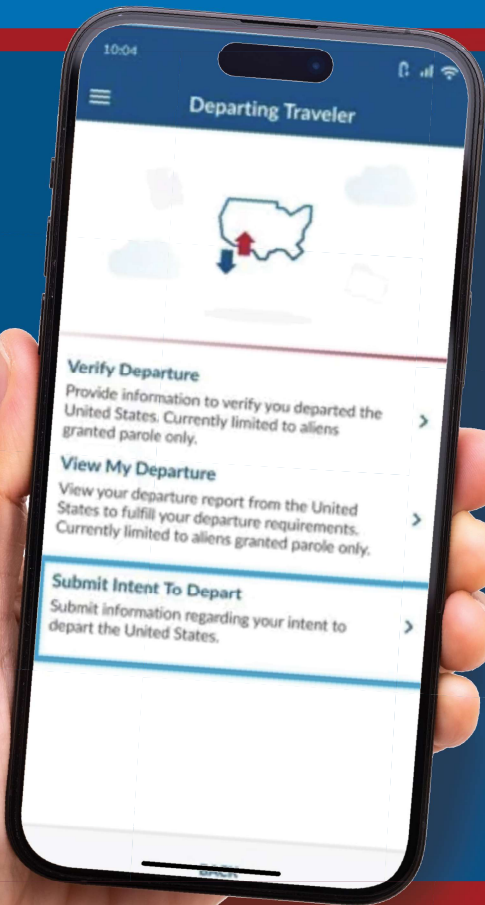 10:04
Departing Traveler
Verify Departure
Provide information to verify you departed the
United States. Currently limited to aliens
granted parole only.
View My Departure
View your departure report from the United
States to fulfill your departure requirements.
Currently limited to aliens granted parole only.
Submit Intent To Depart
Submit information regarding your intent to
depart the United States.
BACK